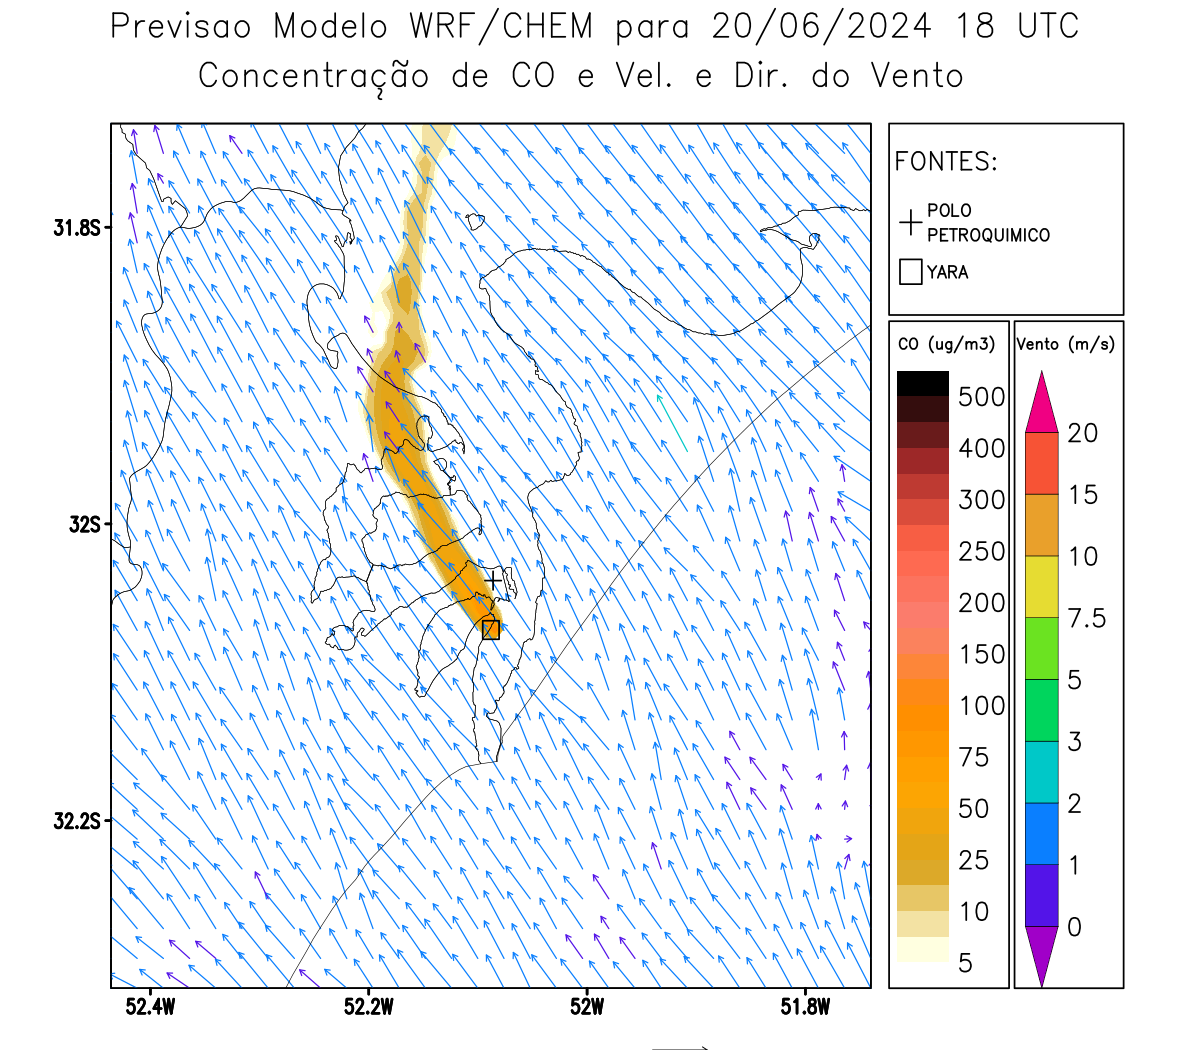 Previsao Modelo WRF/CHEM para 20/06/2024 18 UTC
Concentração de CO e Vel. e Dir. do Vento
FONTES:
POLO
PETROQUIMICO
YARA
CO (ug/m3)
500
400
300
250
200
150
100
75
50
25
10
5
Vento (m/s)
20
15
10
7.5
5
3
2
1
0
31.8S
32S
32.2S
52.4W
52.2W
52W
51.8W